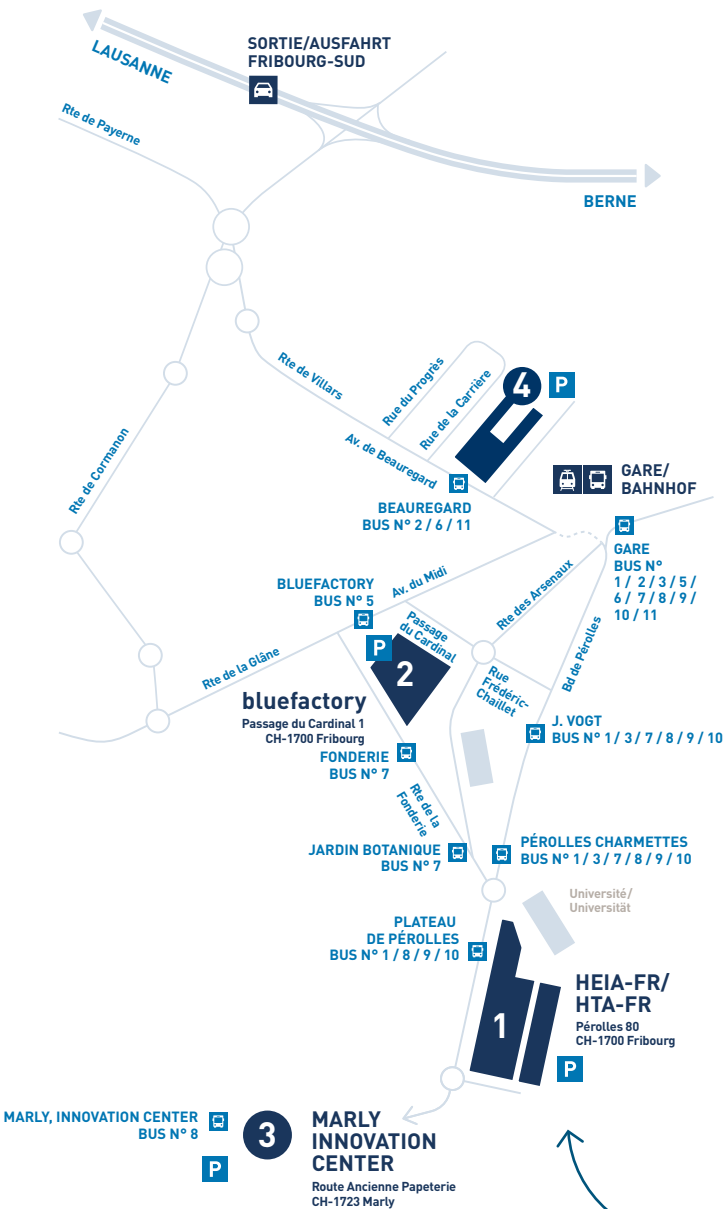 SORTIE/AUSFAHRT
FRIBOURG-SUD
LAUSANNE
Rte de Payerne
BERNE
Rte de Villars
Rue du Progrès
Rue de la Carrière
4
P
Av. de Beauregard
Rte de Cormanon
GARE/
BAHNHOF
BEAUREGARD
BUS N° 2 / 6 / 11
GARE
BUS N°
1 / 2 / 3 / 5 /
6 / 7 / 8 / 9 /
10 / 11
BLUEFACTORY
BUS N° 5
Av. du Midi
Rte des Arsenaux
Passage
du Cardinal
P
2
Rte de la Glâne
Rue
Frédéric-
Chaillet
Bd de Pérolles
bluefactory
Passage du Cardinal 1
CH-1700 Fribourg
J. VOGT
BUS N° 1 / 3 / 7 / 8 / 9 / 10
FONDERIE
BUS N° 7
Rte de la
Fonderie
JARDIN BOTANIQUE
BUS N° 7
PÉROLLES CHARMETTES
BUS N° 1 / 3 / 7 / 8 / 9 / 10
Université/
Universität
PLATEAU
DE PÉROLLES
BUS N° 1 / 8 / 9 / 10
1
HEIA-FR/
HTA-FR
Pérolles 80
CH-1700 Fribourg
P
MARLY, INNOVATION CENTER
BUS N° 8
P
3
MARLY
INNOVATION
CENTER
Route Ancienne Papeterie
CH-1723 Marly